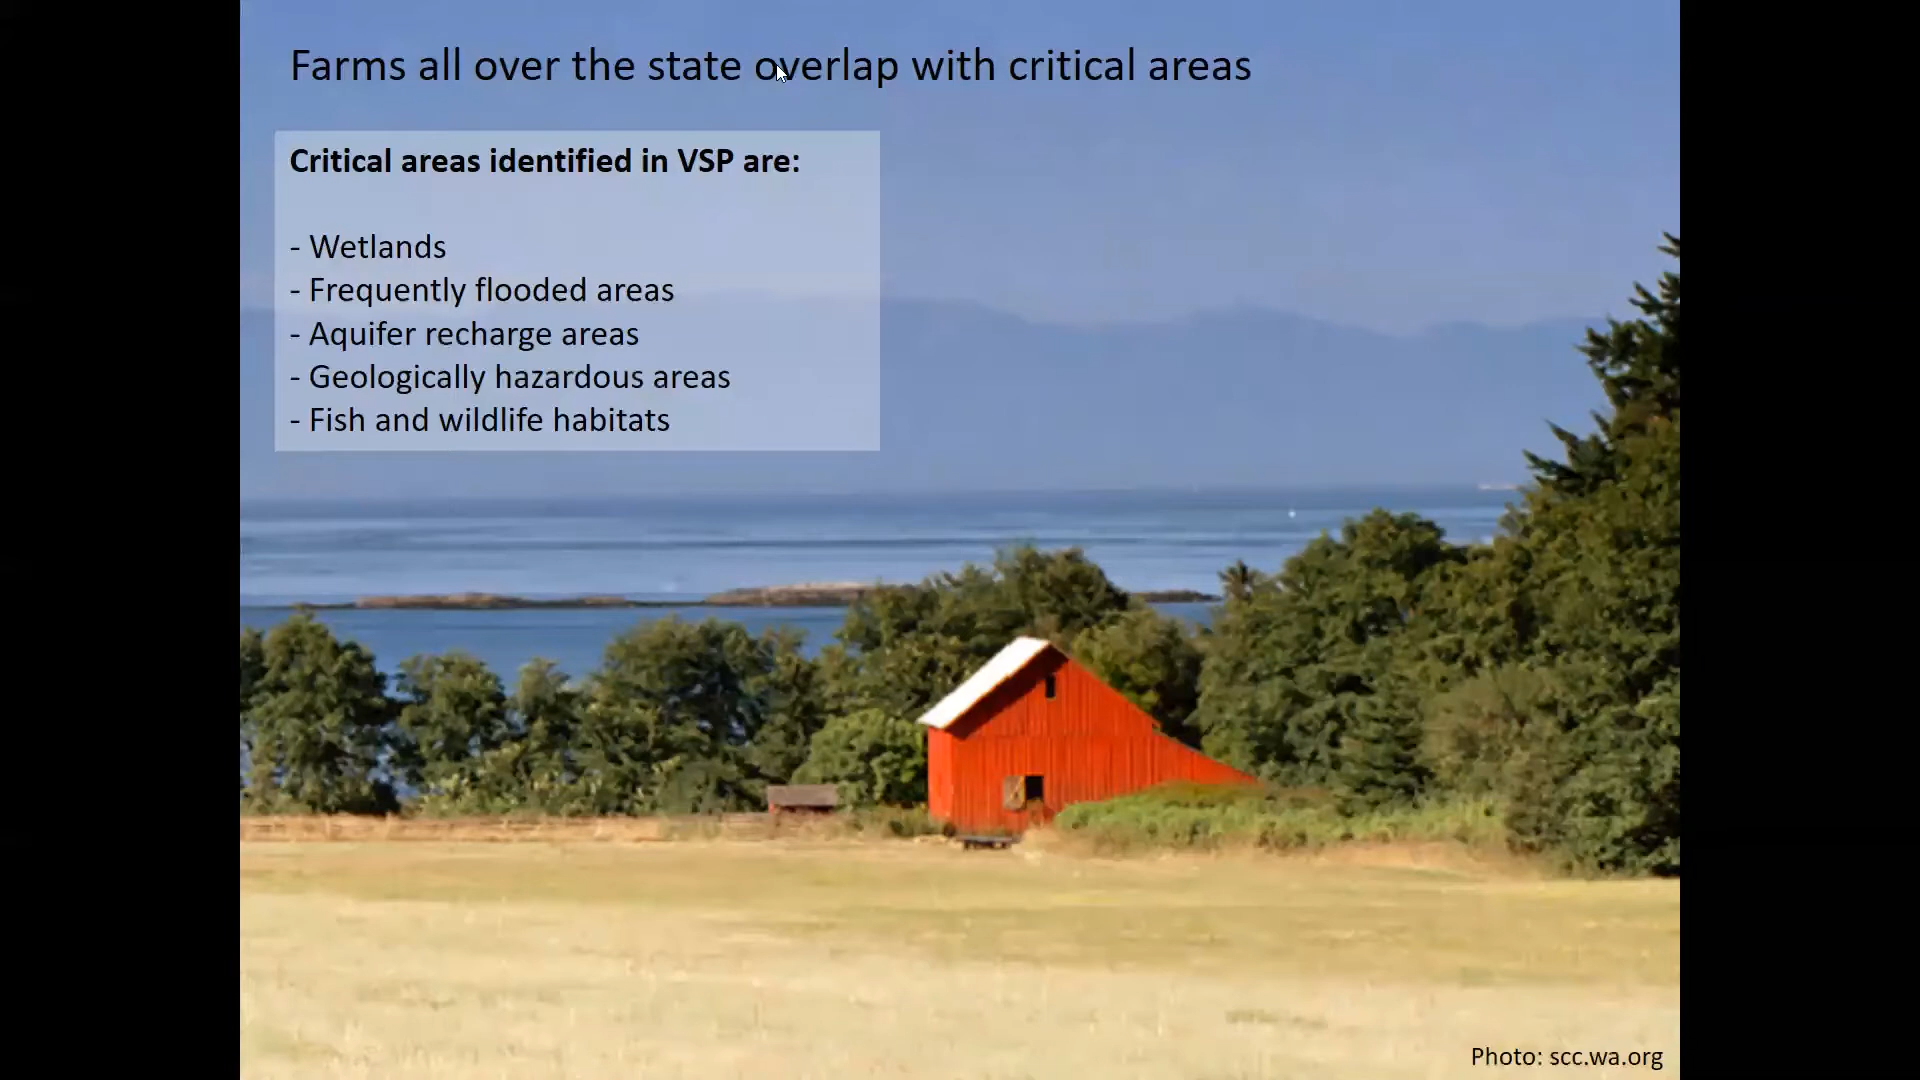 Farms all over the state overlap with critical areas
Critical areas identified in VSP are:
- Wetlands
- Frequently flooded areas
- Aquifer recharge areas
- Geologically hazardous areas
- Fish and wildlife habitats
Photo: scc.wa.org